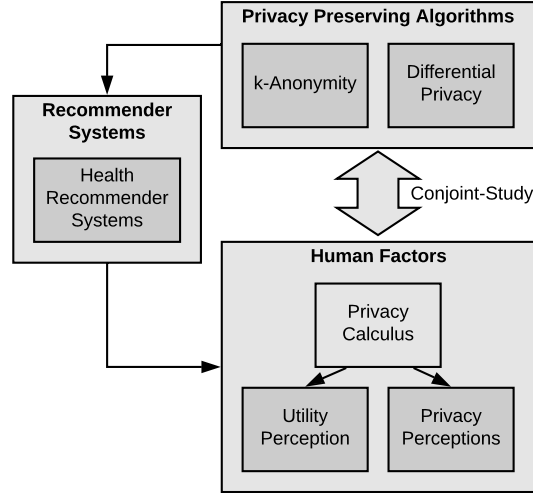 Privacy Preserving Algorithms
k-Anonymity
Differential
Privacy
Recommender
Systems
Health
Recommender
Systems
Conjoint-Study
Human Factors
Privacy
Calculus
Utility
Perception
Privacy
Perceptions